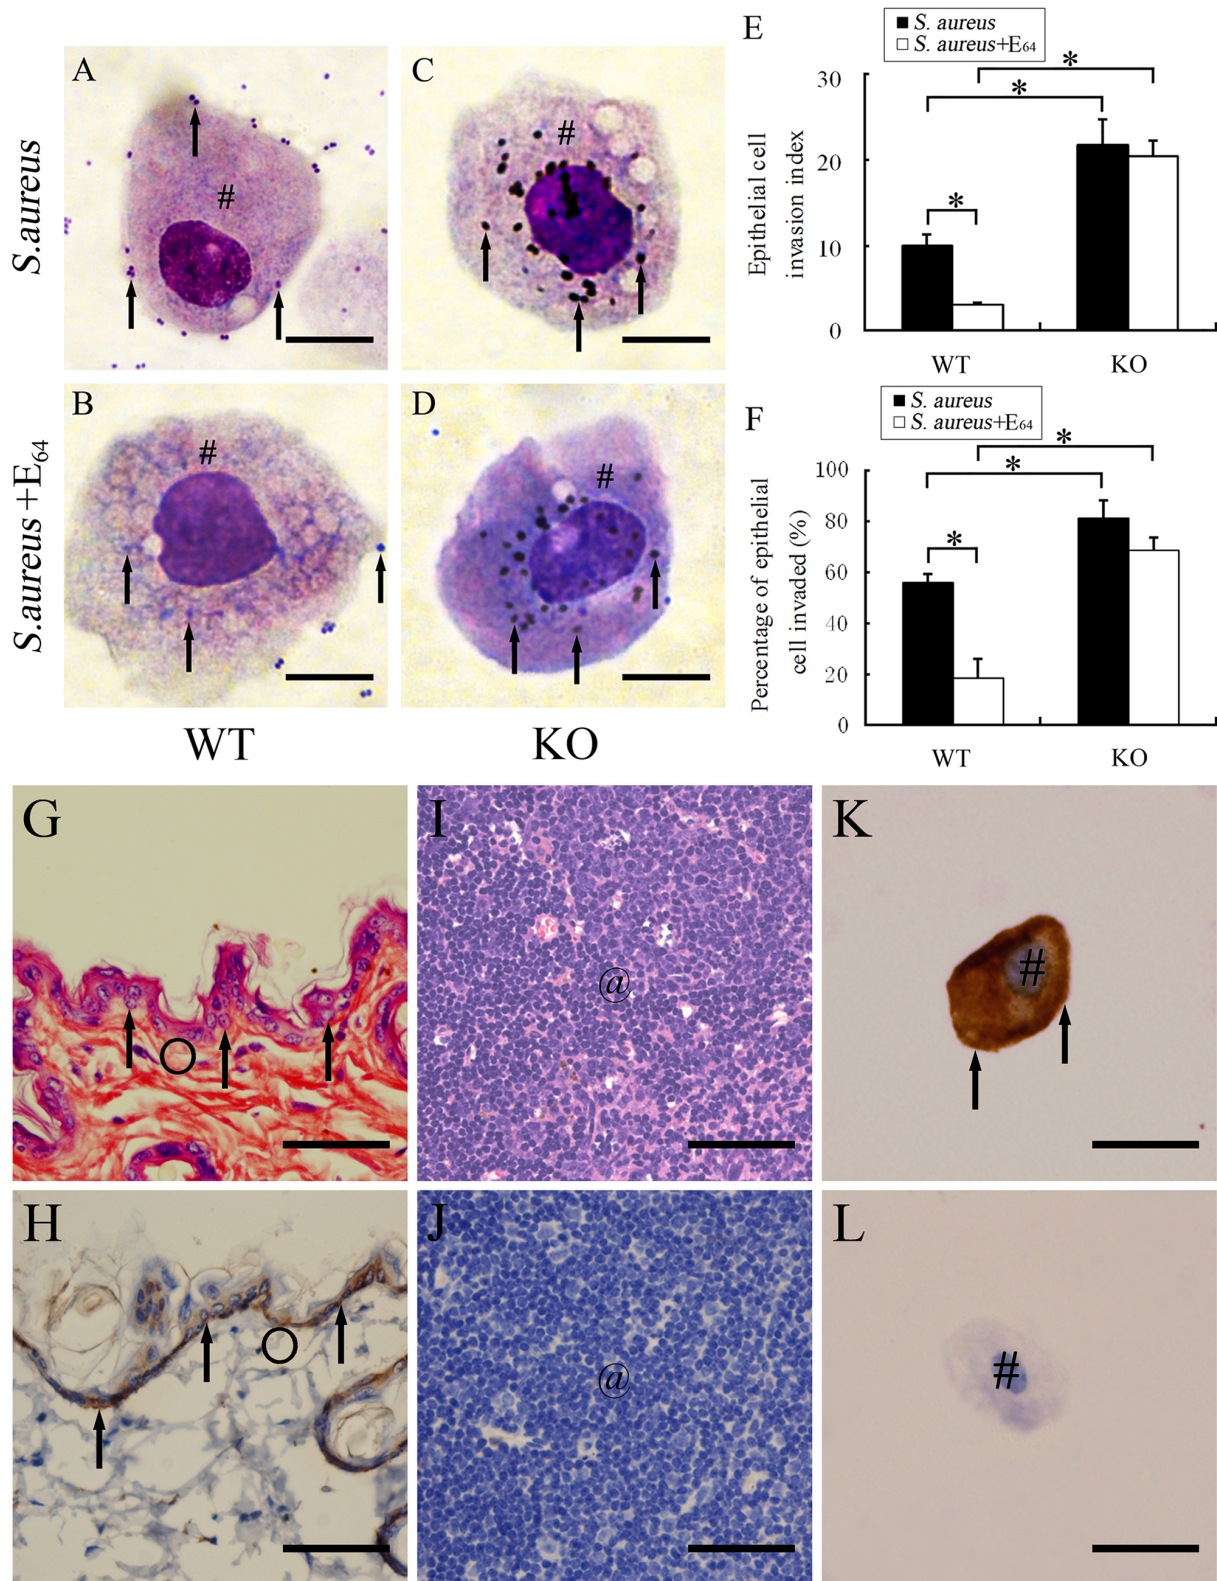 S.aureus
S.aureus+E64
A
#
B
#
C
#
D
#
WT
KO
E
S. aureus
S. aureus+E64
Epithelial cell
invasion index
30
20
10
0
*
*
*
WT
KO
F
S. aureus
S. aureus+E64
Percentage of epithelial
cell invaded (%)
100
80
60
40
20
0
*
*
*
WT
KO
G
I
@
K
#
H
J
@
L
#